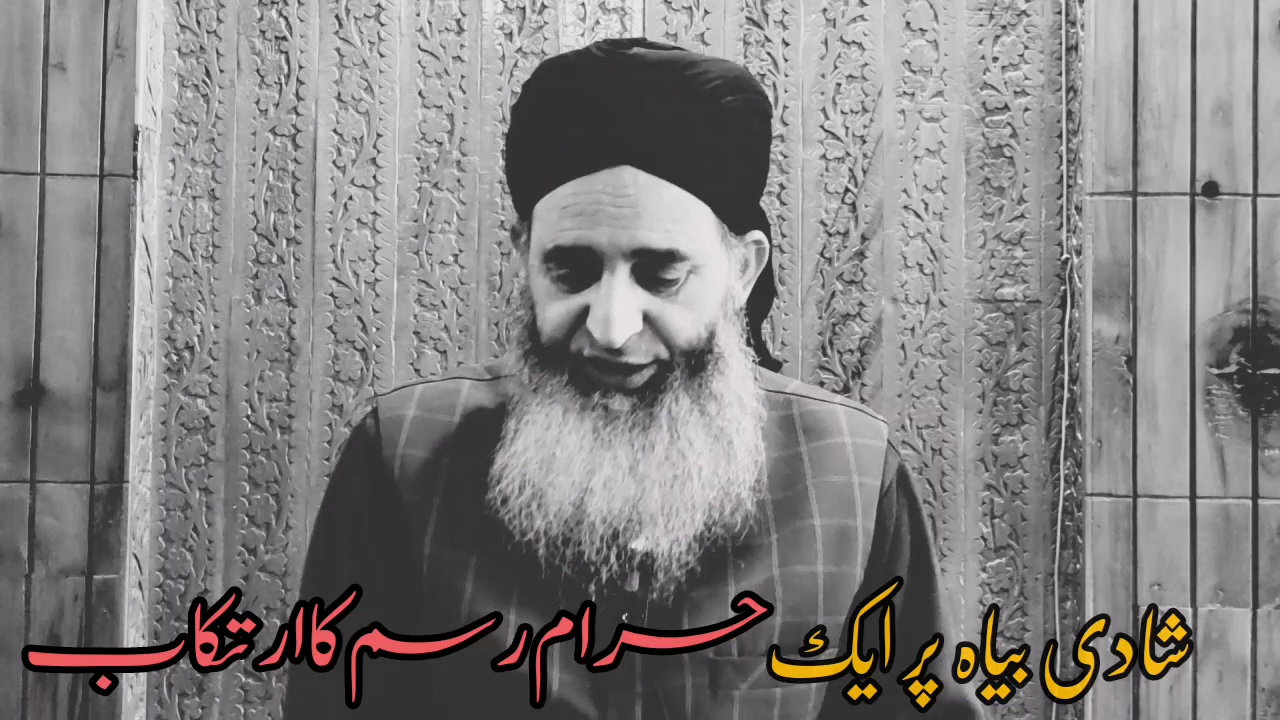 شادی بیاہ پر ایک حرام رسم کا ارتکاب